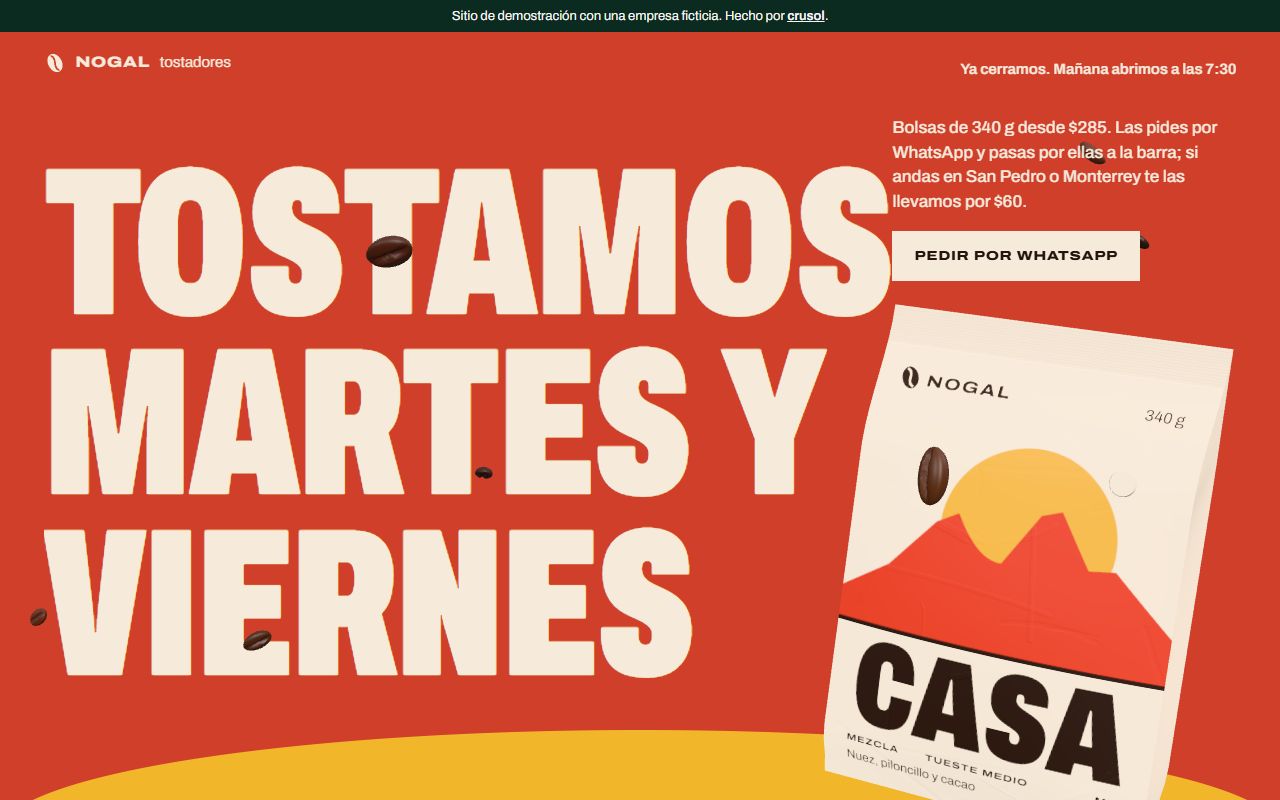 Sitio de demostración con una empresa ficticia. Hecho por crusol.
NOGAL tostadores
Ya cerramos. Mañana abrimos a las 7:30
Bolsas de 340 g desde $285. Las pides por
WhatsApp y pasas por ellas a la barra; si
andas en San Pedro o Monterrey te las
llevamos por $60.
PEDIR POR WHATSAPP
TOSTAMOS
MARTES Y
VIERNES
NOGAL
340 g
CASA
MEZCLA
TUESTE MEDIO
Nuez, piloncillo y cacao